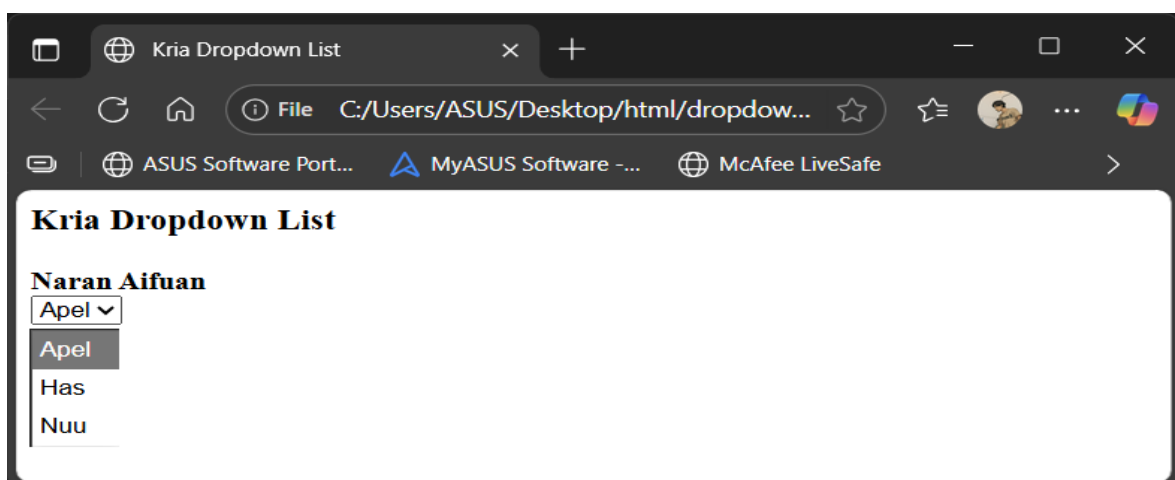 Kria Dropdown List
File C:/Users/ASUS/Desktop/html/dropdow...
ASUS Software Port... MyASUS Software -... McAfee LiveSafe
Kria Dropdown List
Naran Aifuan
Apel
Apel
Has
Nuu